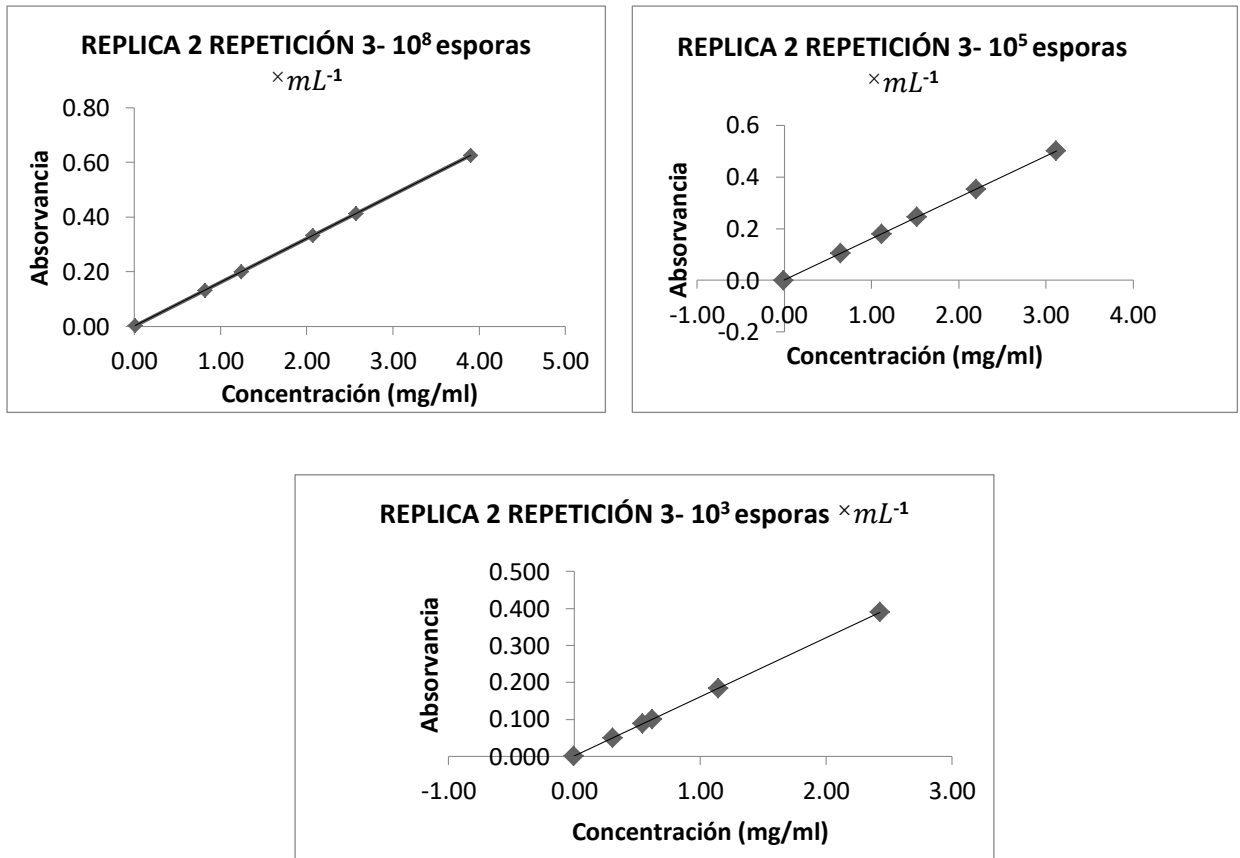 REPLICA 2 REPETICIÓN 3- 10⁸ esporas
×mL⁻¹
0.80
0.60
0.40
0.20
0.00
Absorvancia
0.00 1.00 2.00 3.00 4.00 5.00
Concentración (mg/ml)
REPLICA 2 REPETICIÓN 3- 10⁵ esporas
×mL⁻¹
0.6
0.4
0.2
0.0
-0.2
Absorvancia
-1.00 0.00 1.00 2.00 3.00 4.00
Concentración (mg/ml)
REPLICA 2 REPETICIÓN 3- 10³ esporas ×mL⁻¹
0.500
0.400
0.300
0.200
0.100
0.000
Absorvancia
-1.00 0.00 1.00 2.00 3.00
Concentración (mg/ml)